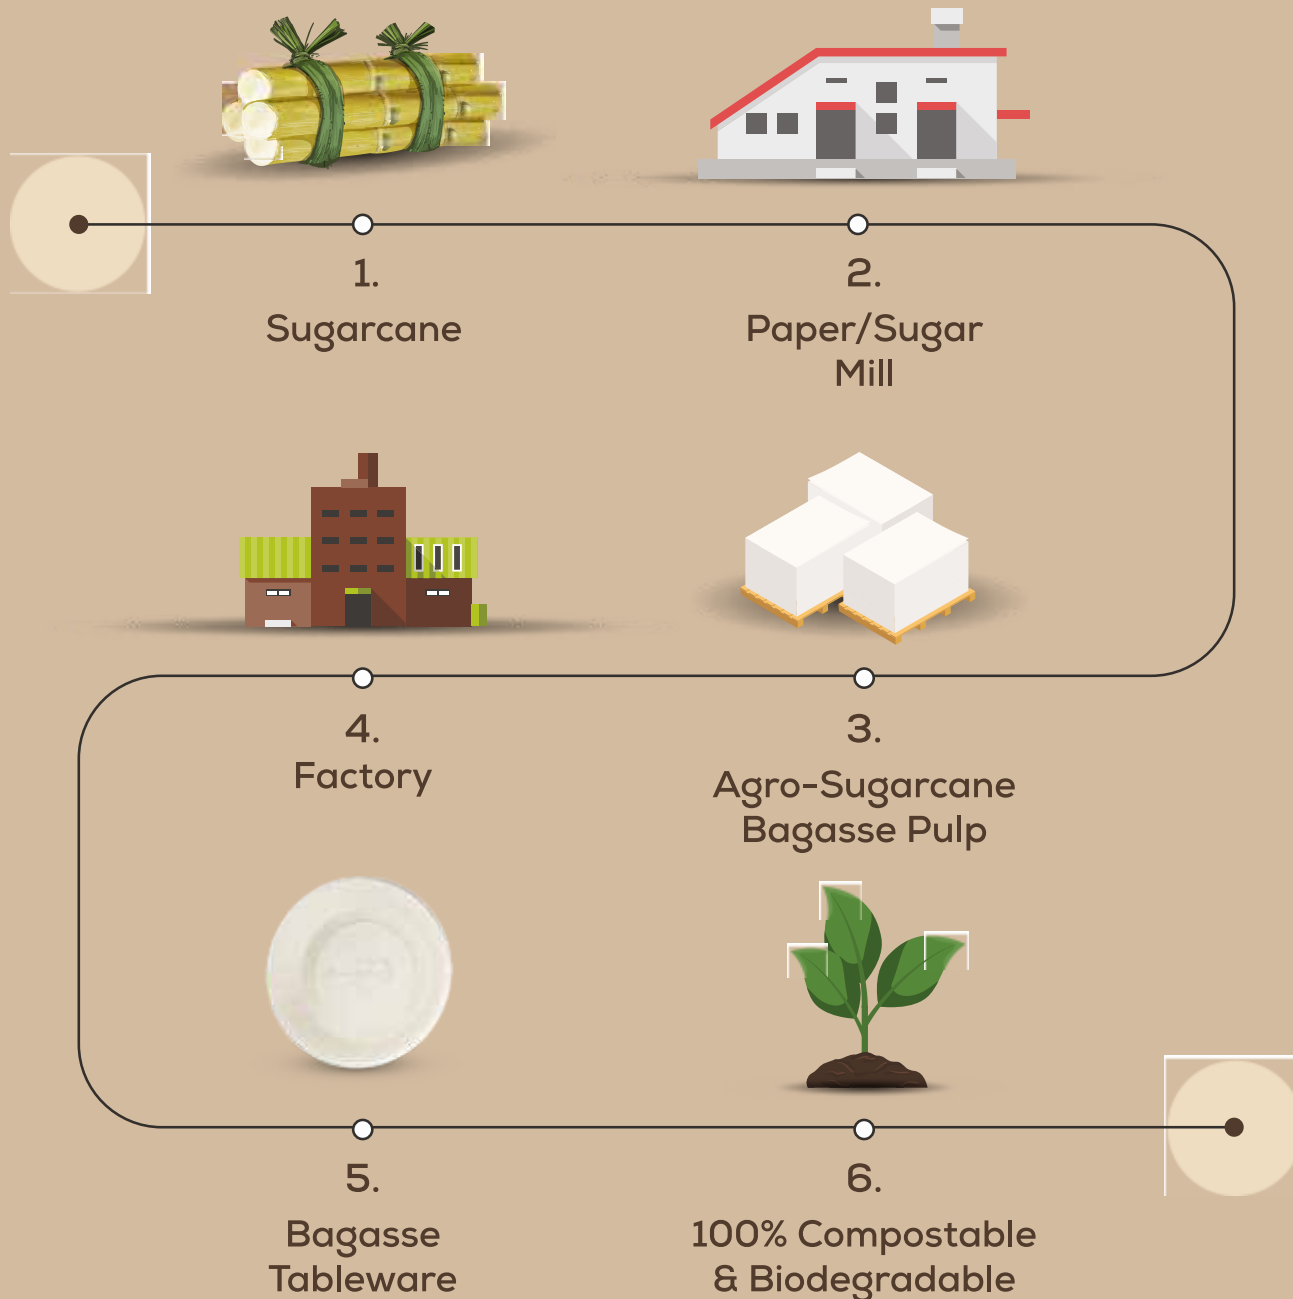 1.
Sugarcane
2.
Paper/Sugar
Mill
3.
Agro-Sugarcane
Bagasse Pulp
4.
Factory
5.
Bagasse
Tableware
6.
100% Compostable
& Biodegradable